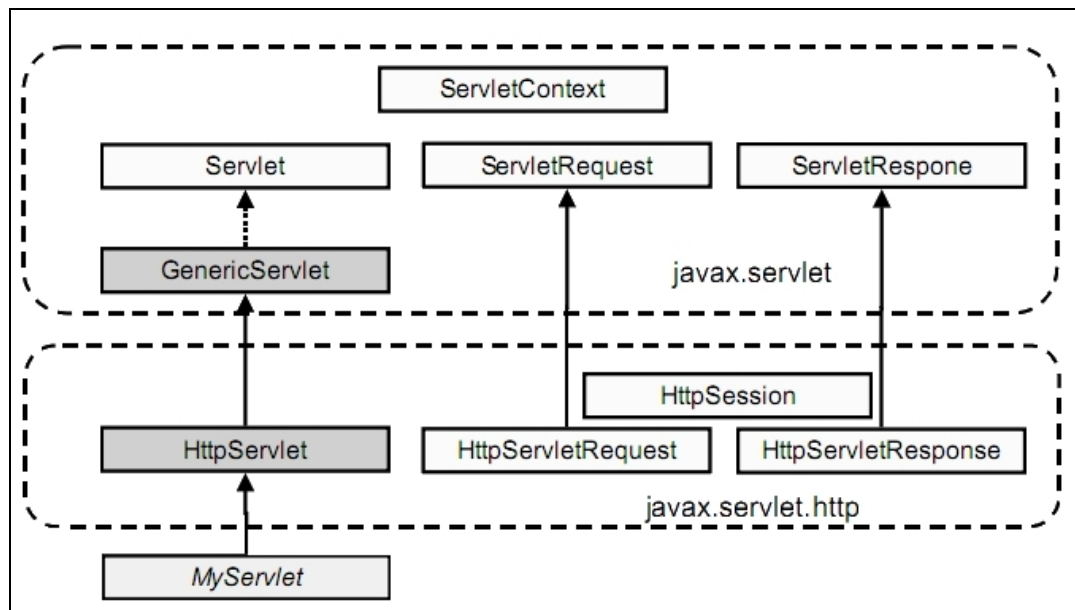 ServletContext
Servlet
ServletRequest
ServletRespone
GenericServlet
javax.servlet
HttpSession
HttpServlet
HttpServletRequest
HttpServletResponse
javax.servlet.http
MyServlet